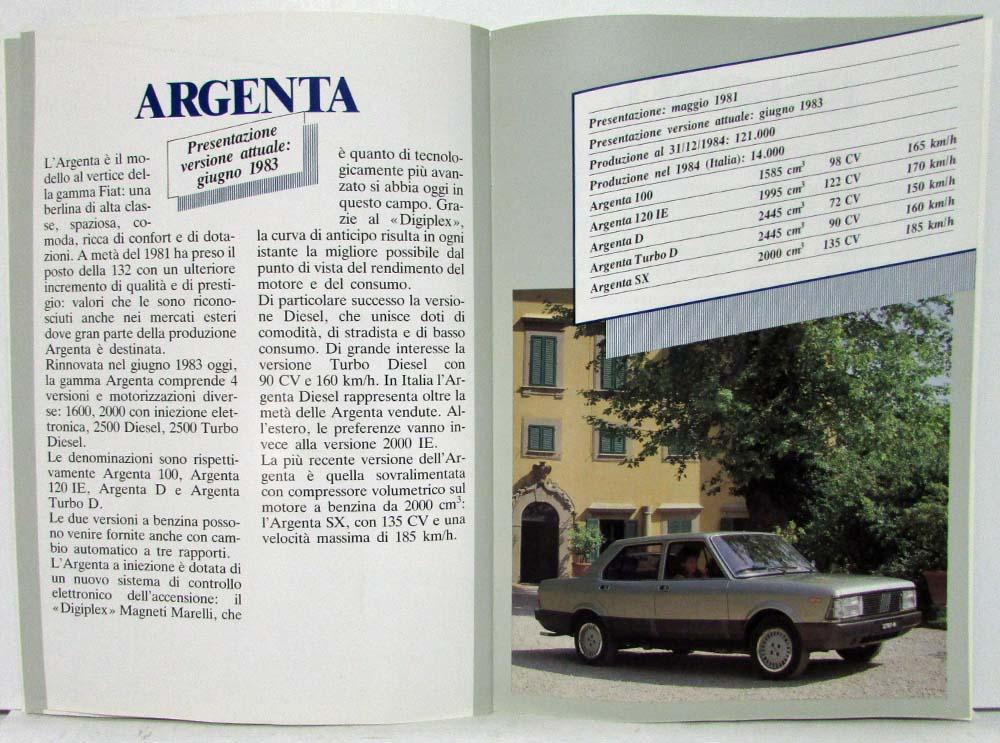 ARGENTA
Presentazione
versione attuale:
giugno 1983
L'Argenta è il mo-
dello al vertice del-
la gamma Fiat: una
berlina di alta clas-
se, spaziosa, co-
moda, ricca di confort e di dota-
zioni. A metà del 1981 ha preso il
posto della 132 con un ulteriore
incremento di qualità e di presti-
gio: valori che le sono ricono-
sciuti anche nei mercati esteri
dove gran parte della produzione
Argenta è destinata.
Rinnovata nel giugno 1983 oggi,
la gamma Argenta comprende 4
versioni e motorizzazioni diver-
se: 1600, 2000 con iniezione elet-
tronica, 2500 Diesel, 2500 Turbo
Diesel.
Le denominazioni sono rispetti-
vamente Argenta 100, Argenta
120 IE, Argenta D e Argenta
Turbo D.
Le due versioni a benzina posso-
no venire fornite anche con cam-
bio automatico a tre rapporti.
L'Argenta a iniezione è dotata di
un nuovo sistema di controllo
elettronico dell'accensione: il
«Digiplex» Magneti Marelli, che
è quanto di tecnolo-
gicamente più avan-
zato si abbia oggi in
questo campo. Gra-
zie al «Digiplex»,
la curva di anticipo risulta in ogni
istante la migliore possibile dal
punto di vista del rendimento del
motore e del consumo.
Di particolare successo la versio-
ne Diesel, che unisce doti di
comodità, di stradista e di basso
consumo. Di grande interesse la
versione Turbo Diesel con
90 CV e 160 km/h. In Italia l'Ar-
genta Diesel rappresenta oltre la
metà delle Argenta vendute. Al-
l'estero, le preferenze vanno in-
vece alla versione 2000 IE.
La più recente versione dell'Ar-
genta è quella sovralimentata
con compressore volumetrico sul
motore a benzina da 2000 cm³:
l'Argenta SX, con 135 CV e una
velocità massima di 185 km/h.
Presentazione: maggio 1981
Presentazione versione attuale: giugno 1983
Produzione al 31/12/1984: 121.000
Produzione nel 1984 (Italia): 14.000
Argenta 100 1585 cm³ 98 CV 165 km/h
Argenta 120 IE 1995 cm³ 122 CV 170 km/h
Argenta D 2445 cm³ 72 CV 150 km/h
Argenta Turbo D 2445 cm³ 90 CV 160 km/h
Argenta SX 2000 cm³ 135 CV 185 km/h